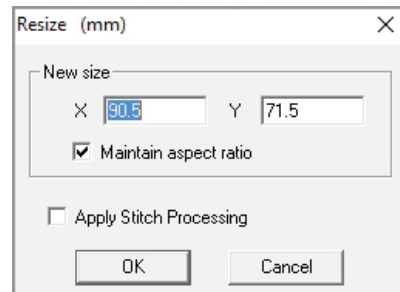 Resize (mm)
New size
X 90.5 Y 71.5
Maintain aspect ratio
Apply Stitch Processing
OK Cancel